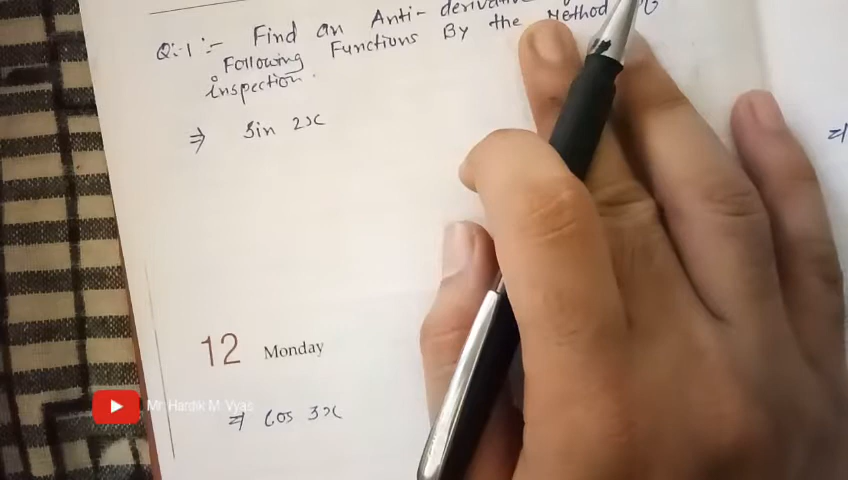 Q:-1 :- Find an Anti-derivative
Following Functions By the Method
inspection.
⇒ Sin 2x
12 Monday
Mr Hardik M Vyas
⇒ Cos 3x